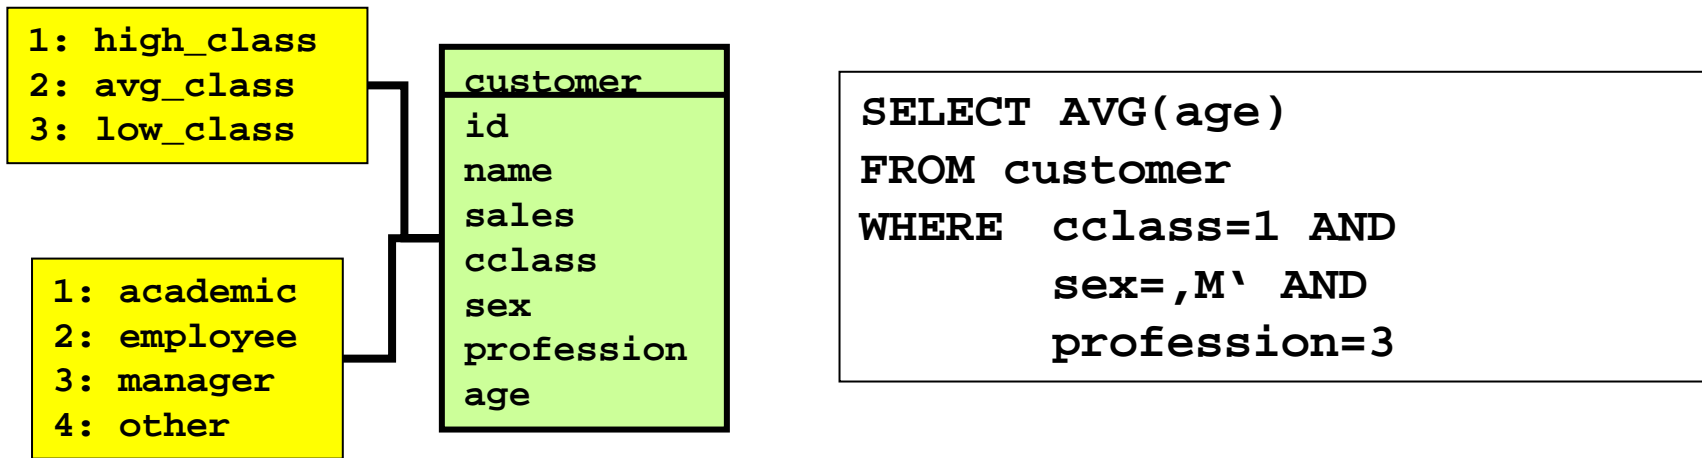 1: high_class
2: avg_class
3: low_class
1: academic
2: employee
3: manager
4: other
customer
id
name
sales
cclass
sex
profession
age
SELECT AVG(age)
FROM customer
WHERE cclass=1 AND
sex=‚M‘ AND
profession=3